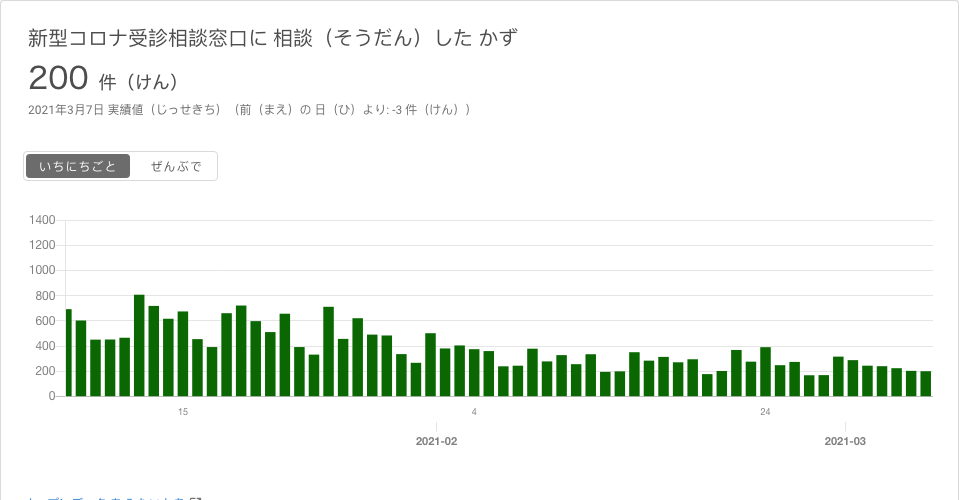 新型コロナ受診相談窓口に 相談（そうだん）した かず
200 件（けん）
2021年3月7日 実績値（じっせきち）（前（まえ）の 日（ひ）より: -3 件（けん））
いちにちごと ぜんぶで
1400
1200
1000
800
600
400
200
0
15 4 24
2021-02 2021-03